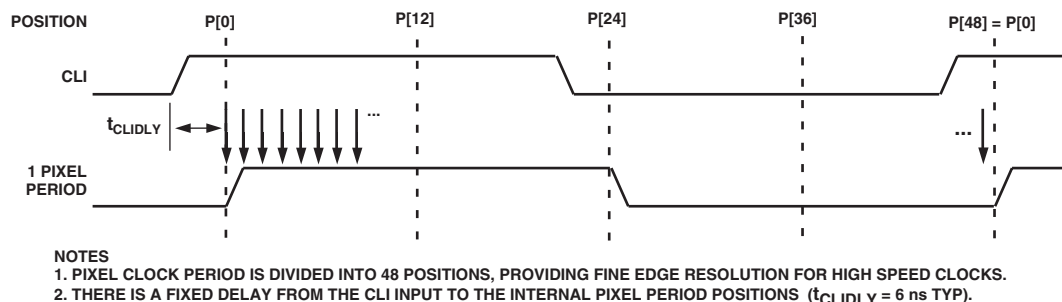 POSITION P[0] P[12] P[24] P[36] P[48] = P[0]
CLI
tCLIDLY ... ...
1 PIXEL
PERIOD
NOTES
1. PIXEL CLOCK PERIOD IS DIVIDED INTO 48 POSITIONS, PROVIDING FINE EDGE RESOLUTION FOR HIGH SPEED CLOCKS.
2. THERE IS A FIXED DELAY FROM THE CLI INPUT TO THE INTERNAL PIXEL PERIOD POSITIONS (tCLIDLY = 6 ns TYP).